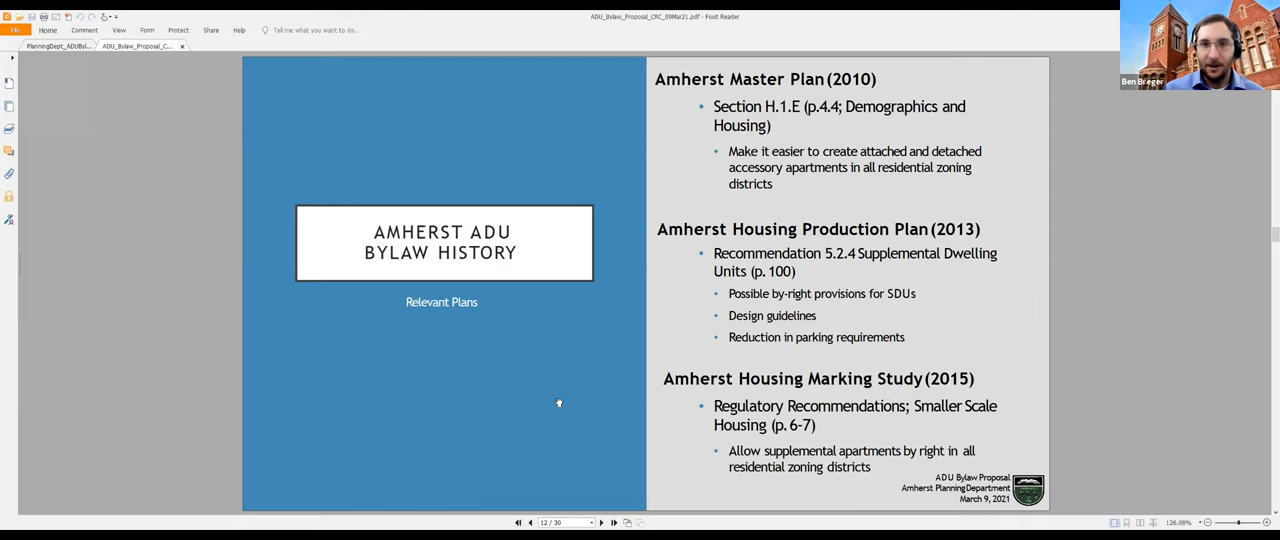 ADU_Bylaw_Proposal_CRC_09Mar21.pdf - Foxit Reader
File Home Comment View Form Protect Share Help Tell me what you want to do..
PlanningDept_ADUByl... ADU_Bylaw_Proposal_C...
Ben Breger
AMHERST ADU
BYLAW HISTORY
Relevant Plans
Amherst Master Plan (2010)
Section H.1.E (p.4.4; Demographics and
Housing)
Make it easier to create attached and detached
accessory apartments in all residential zoning
districts
Amherst Housing Production Plan (2013)
Recommendation 5.2.4 Supplemental Dwelling
Units (p. 100)
Possible by-right provisions for SDUs
Design guidelines
Reduction in parking requirements
Amherst Housing Marking Study (2015)
Regulatory Recommendations; Smaller Scale
Housing (p. 6-7)
Allow supplemental apartments by right in all
residential zoning districts
ADU Bylaw Proposal
Amherst Planning Department
March 9, 2021
12 / 30
126.08%